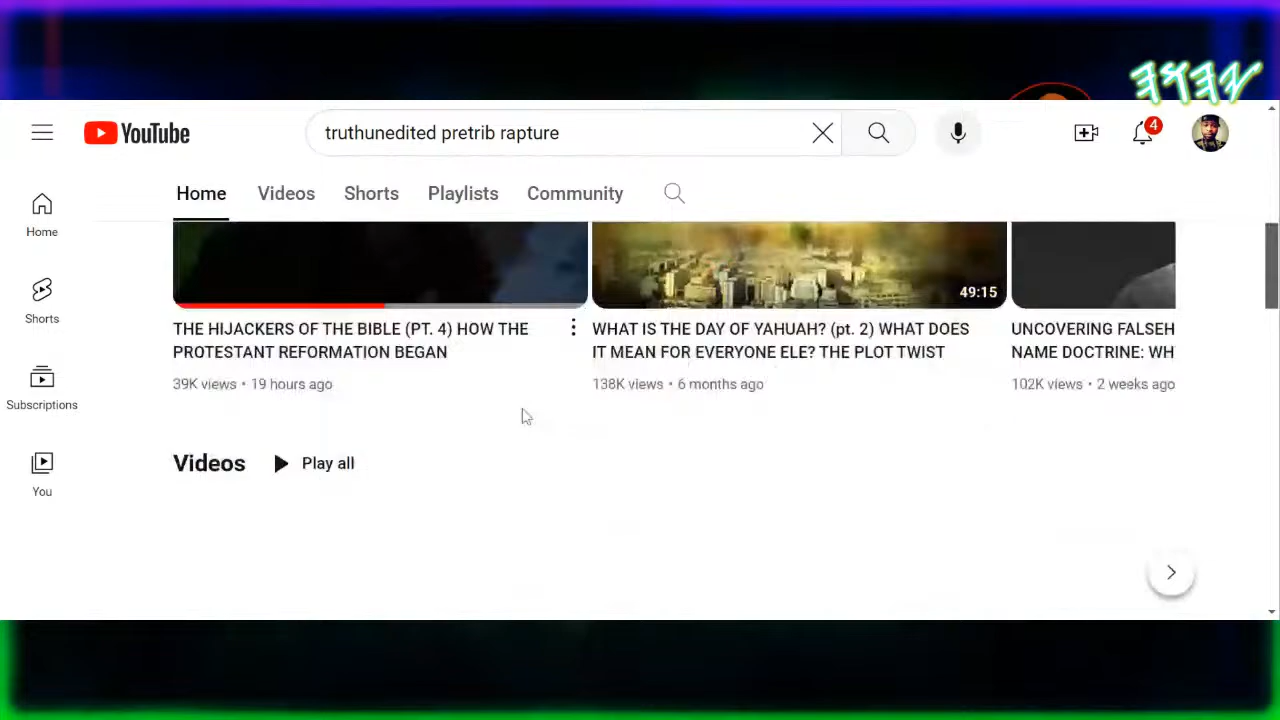 𐤉𐤄𐤅𐤄
YouTube
truthunedited pretrib rapture
4
Home Videos Shorts Playlists Community
Home
Shorts
Subscriptions
You
49:15
THE HIJACKERS OF THE BIBLE (PT. 4) HOW THE
PROTESTANT REFORMATION BEGAN
39K views • 19 hours ago
WHAT IS THE DAY OF YAHUAH? (pt. 2) WHAT DOES
IT MEAN FOR EVERYONE ELE? THE PLOT TWIST
138K views • 6 months ago
UNCOVERING FALSEH
NAME DOCTRINE: WH
102K views • 2 weeks ago
Videos Play all